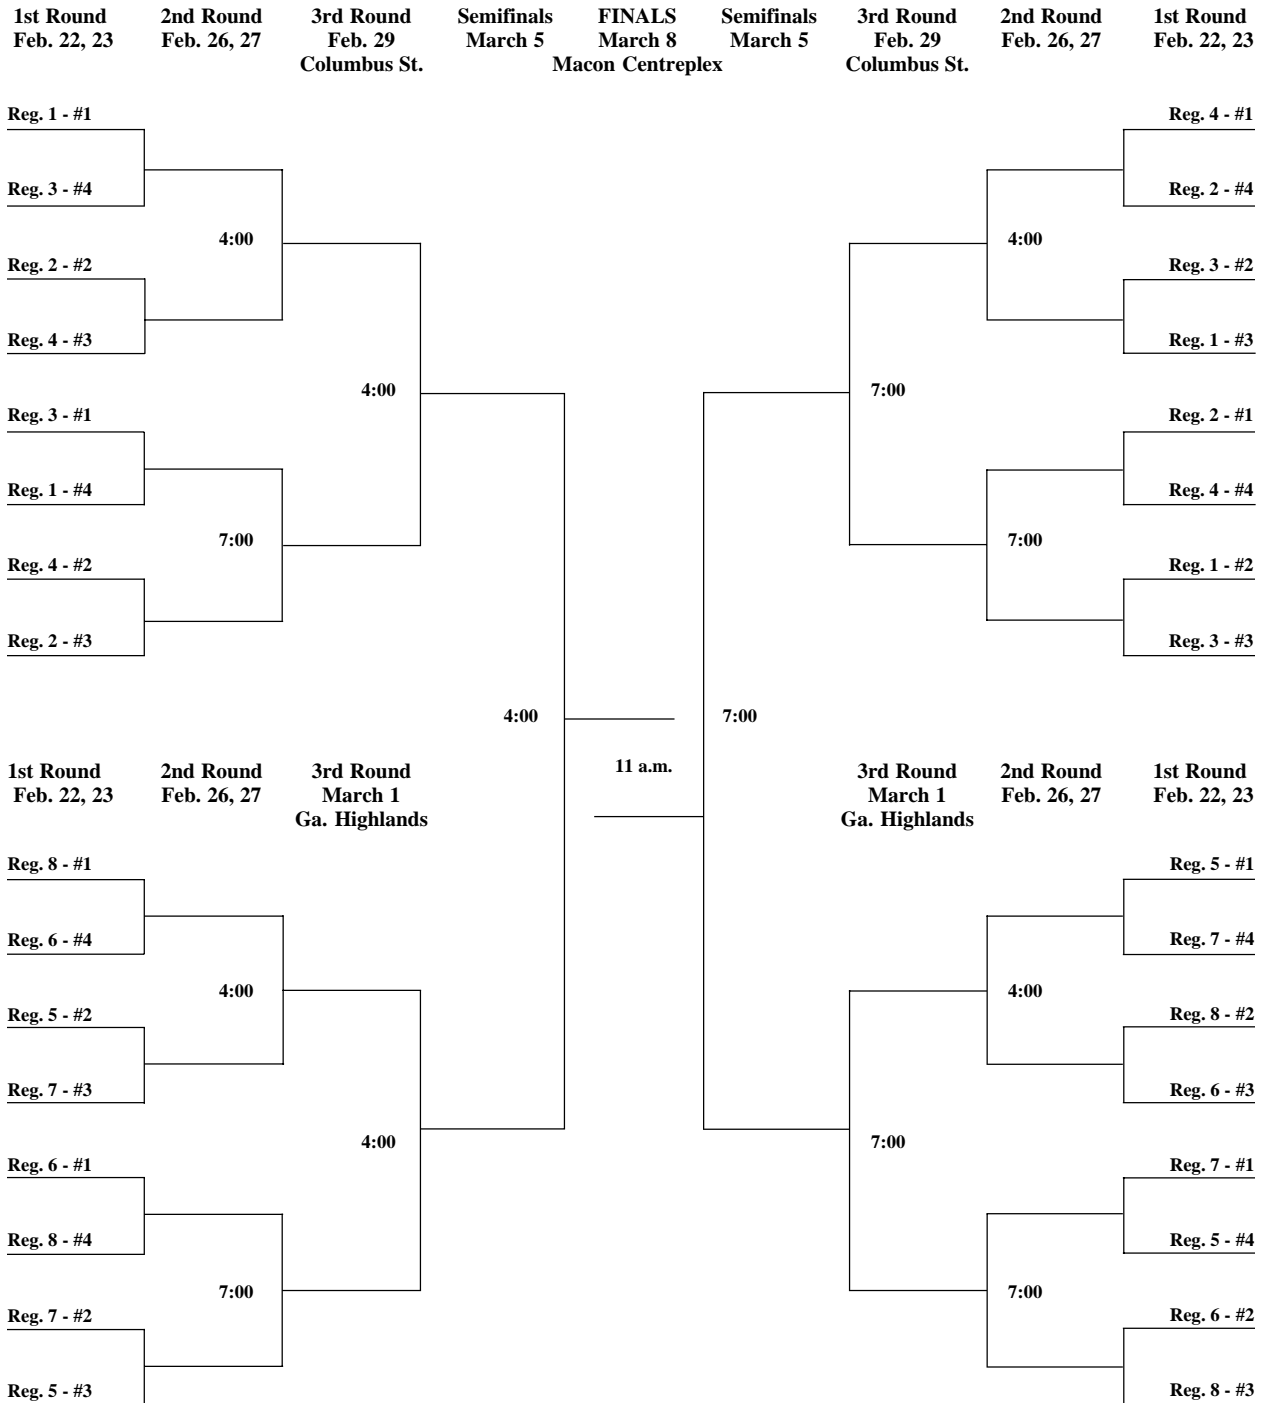 1st Round 2nd Round 3rd Round Semifinals FINALS Semifinals 3rd Round 2nd Round 1st Round
Feb. 22, 23 Feb. 26, 27 Feb. 29 March 5 March 8 March 5 Feb. 29 Feb. 26, 27 Feb. 22, 23
Columbus St. Macon Centreplex Columbus St.
Reg. 1 - #1 Reg. 4 - #1
Reg. 3 - #4 Reg. 2 - #4
4:00 4:00
Reg. 2 - #2 Reg. 3 - #2
Reg. 4 - #3 Reg. 1 - #3
4:00 7:00
Reg. 3 - #1 Reg. 2 - #1
Reg. 1 - #4 Reg. 4 - #4
7:00 7:00
Reg. 4 - #2 Reg. 1 - #2
Reg. 2 - #3 Reg. 3 - #3
4:00 7:00
11 a.m.
1st Round 2nd Round 3rd Round 3rd Round 2nd Round 1st Round
Feb. 22, 23 Feb. 26, 27 March 1 March 1 Feb. 26, 27 Feb. 22, 23
Ga. Highlands Ga. Highlands
Reg. 8 - #1 Reg. 5 - #1
Reg. 6 - #4 Reg. 7 - #4
4:00 4:00
Reg. 5 - #2 Reg. 8 - #2
Reg. 7 - #3 Reg. 6 - #3
4:00 7:00
Reg. 6 - #1 Reg. 7 - #1
Reg. 8 - #4 Reg. 5 - #4
7:00 7:00
Reg. 7 - #2 Reg. 6 - #2
Reg. 5 - #3 Reg. 8 - #3